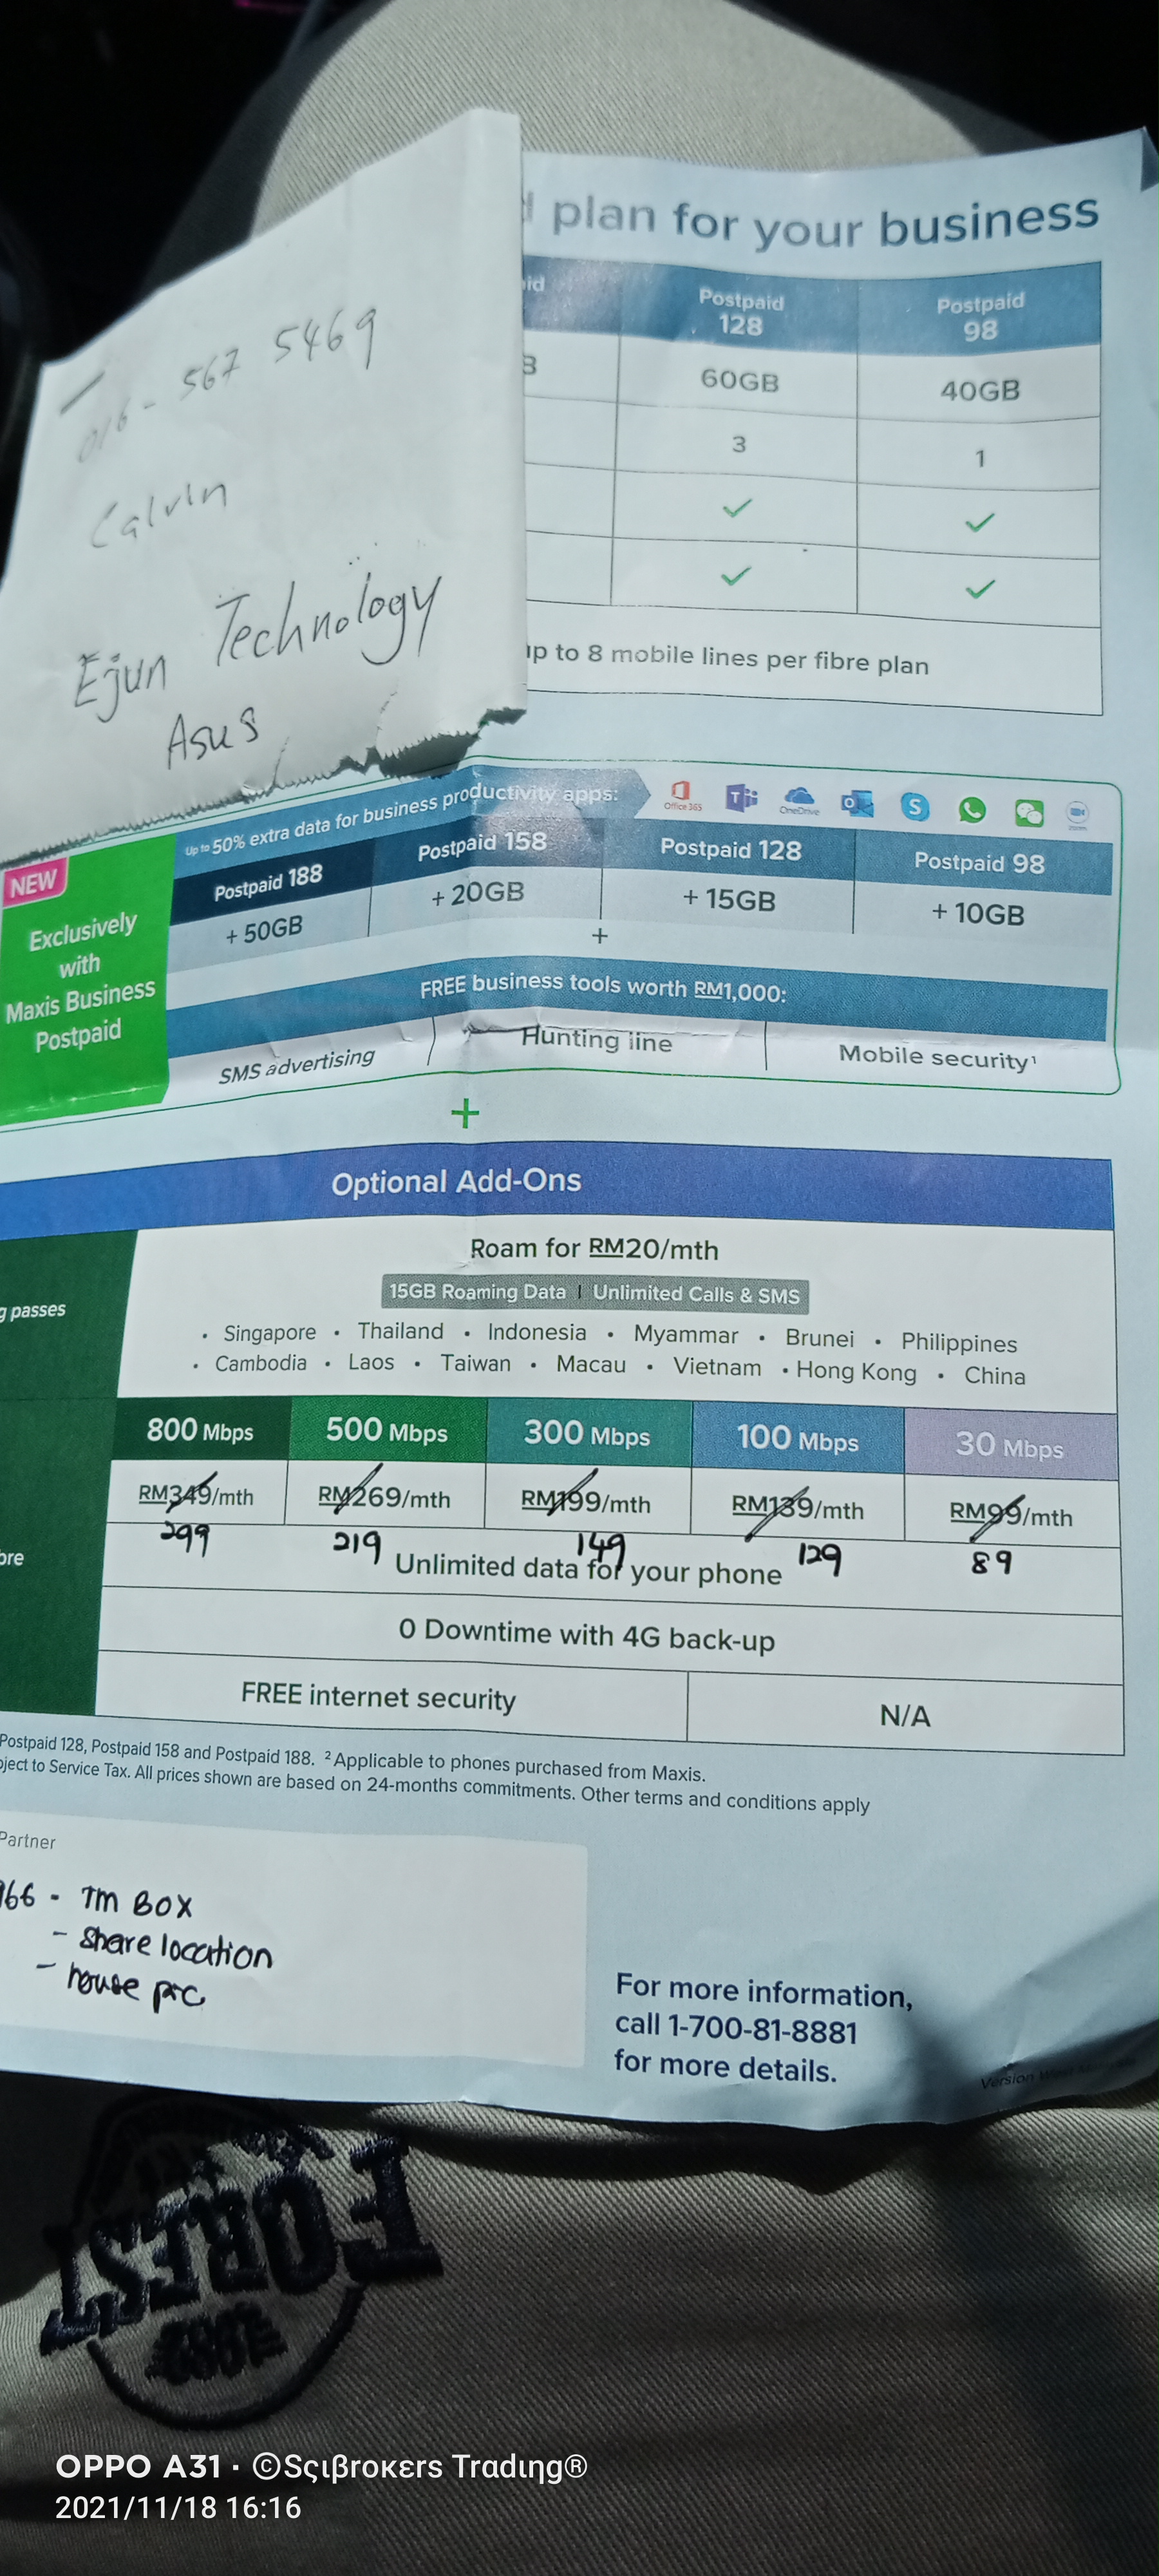 plan for your business
Postpaid 128 Postpaid 98
60GB 40GB
3 1
up to 8 mobile lines per fibre plan
016 - 567 5469
Calvin
Ejun Technology
Asus
Up to 50% extra data for business productivity apps: Office 365 OneDrive
NEW
Exclusively
with
Maxis Business
Postpaid
Postpaid 188 Postpaid 158 Postpaid 128 Postpaid 98
+ 50GB + 20GB + 15GB + 10GB
+
FREE business tools worth RM1,000:
SMS advertising Hunting line Mobile security¹
+
Optional Add-Ons
g passes
Roam for RM20/mth
15GB Roaming Data | Unlimited Calls & SMS
• Singapore • Thailand • Indonesia • Myammar • Brunei • Philippines
• Cambodia • Laos • Taiwan • Macau • Vietnam • Hong Kong • China
800 Mbps 500 Mbps 300 Mbps 100 Mbps 30 Mbps
RM349/mth RM269/mth RM199/mth RM139/mth RM99/mth
299 219 149 129 89
bre
Unlimited data for your phone
0 Downtime with 4G back-up
FREE internet security N/A
Postpaid 128, Postpaid 158 and Postpaid 188. ² Applicable to phones purchased from Maxis.
bject to Service Tax. All prices shown are based on 24-months commitments. Other terms and conditions apply
Partner
166 - TM BOX
- share location
- house pic
For more information,
call 1-700-81-8881
for more details.
Version
FOREST
OPPO A31 · ©Sςιβroκεrs Tradιηg®
2021/11/18 16:16